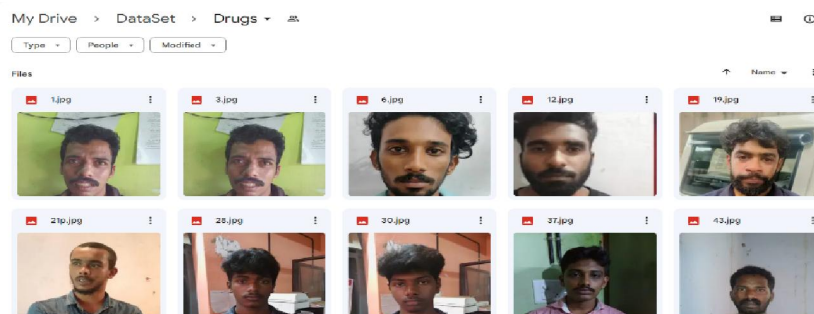 My Drive > DataSet > Drugs
Type People Modified
Files Name
1.jpg 3.jpg 6.jpg 12.jpg 19.jpg
21p.jpg 28.jpg 30.jpg 37.jpg 43.jpg